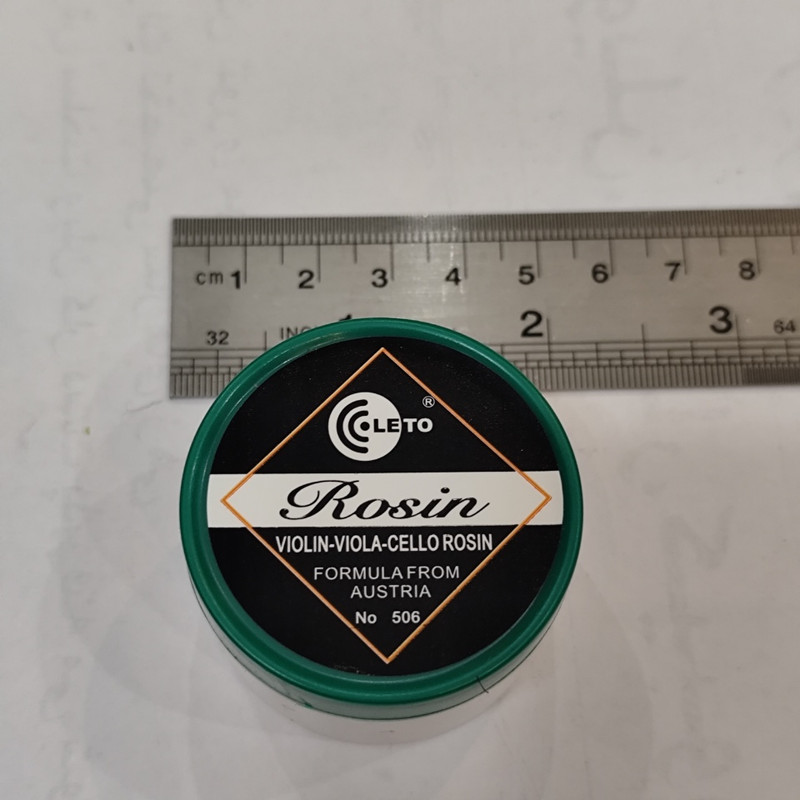 cm 1 2 3 4 5 6 7 8
32 1 2 3 64
LETO ®
Rosin
VIOLIN-VIOLA-CELLO ROSIN
FORMULA FROM
AUSTRIA
No 506